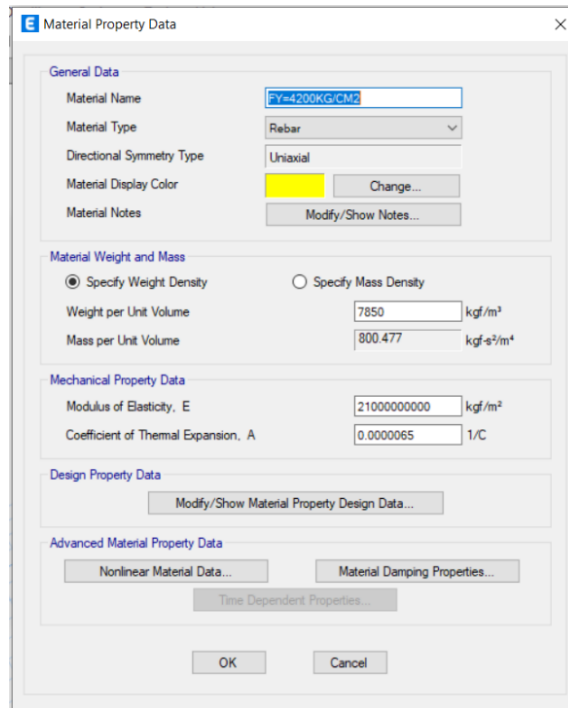 E Material Property Data
General Data
Material Name FY=4200KG/CM2
Material Type Rebar
Directional Symmetry Type Uniaxial
Material Display Color Change...
Material Notes Modify/Show Notes...
Material Weight and Mass
Specify Weight Density Specify Mass Density
Weight per Unit Volume 7850 kgf/m³
Mass per Unit Volume 800.477 kgf-s²/m⁴
Mechanical Property Data
Modulus of Elasticity, E 21000000000 kgf/m²
Coefficient of Thermal Expansion, A 0.0000065 1/C
Design Property Data
Modify/Show Material Property Design Data...
Advanced Material Property Data
Nonlinear Material Data... Material Damping Properties...
Time Dependent Properties...
OK Cancel